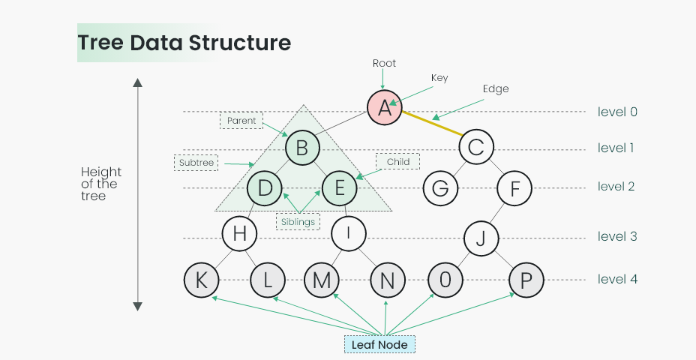 Tree Data Structure
Root
Key
Edge
A
level 0
Parent
B
C
level 1
Subtree
Child
Height
of the
tree
D
E
G
F
level 2
Siblings
H
I
J
level 3
K
L
M
N
0
P
level 4
Leaf Node